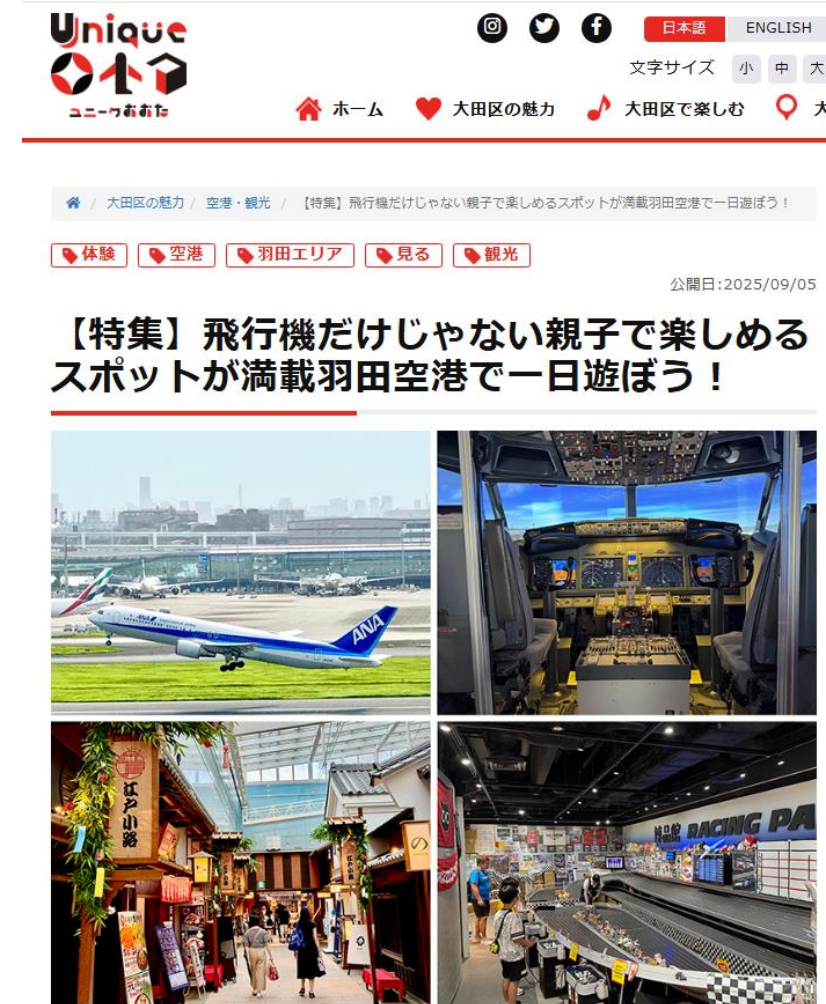 Unique
ユニークおおた
日本語 ENGLISH
文字サイズ 小 中 大
ホーム 大田区の魅力 大田区で楽しむ
/ 大田区の魅力 / 空港・観光 / 【特集】飛行機だけじゃない親子で楽しめるスポットが満載羽田空港で一日遊ぼう！
体験 空港 羽田エリア 見る 観光
公開日:2025/09/05
【特集】飛行機だけじゃない親子で楽しめる
スポットが満載羽田空港で一日遊ぼう！
ANA
ANA
江戸小路
の
RACING PA